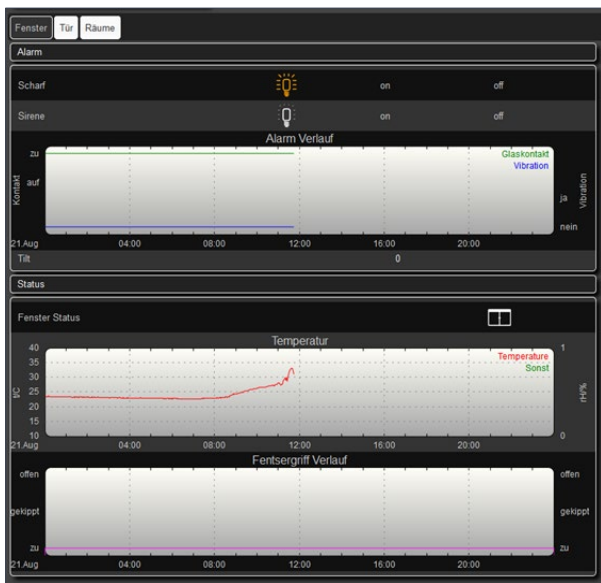 Fenster Tür Räume
Alarm
Scharf on off
Sirene on off
Alarm Verlauf
zu Glaskontakt
Vibration
auf
Kontakt
Vibration
ja
nein
21.Aug 04:00 08:00 12:00 16:00 20:00
Tilt 0
Status
Fenster Status
Temperatur
40 1
Temperature
35 Sonst
30
25
20
15
10 0
t/C
rH/%
21.Aug 04:00 08:00 12:00 16:00 20:00
Fentsergriff Verlauf
offen offen
gekippt gekippt
zu zu
21.Aug 04:00 08:00 12:00 16:00 20:00